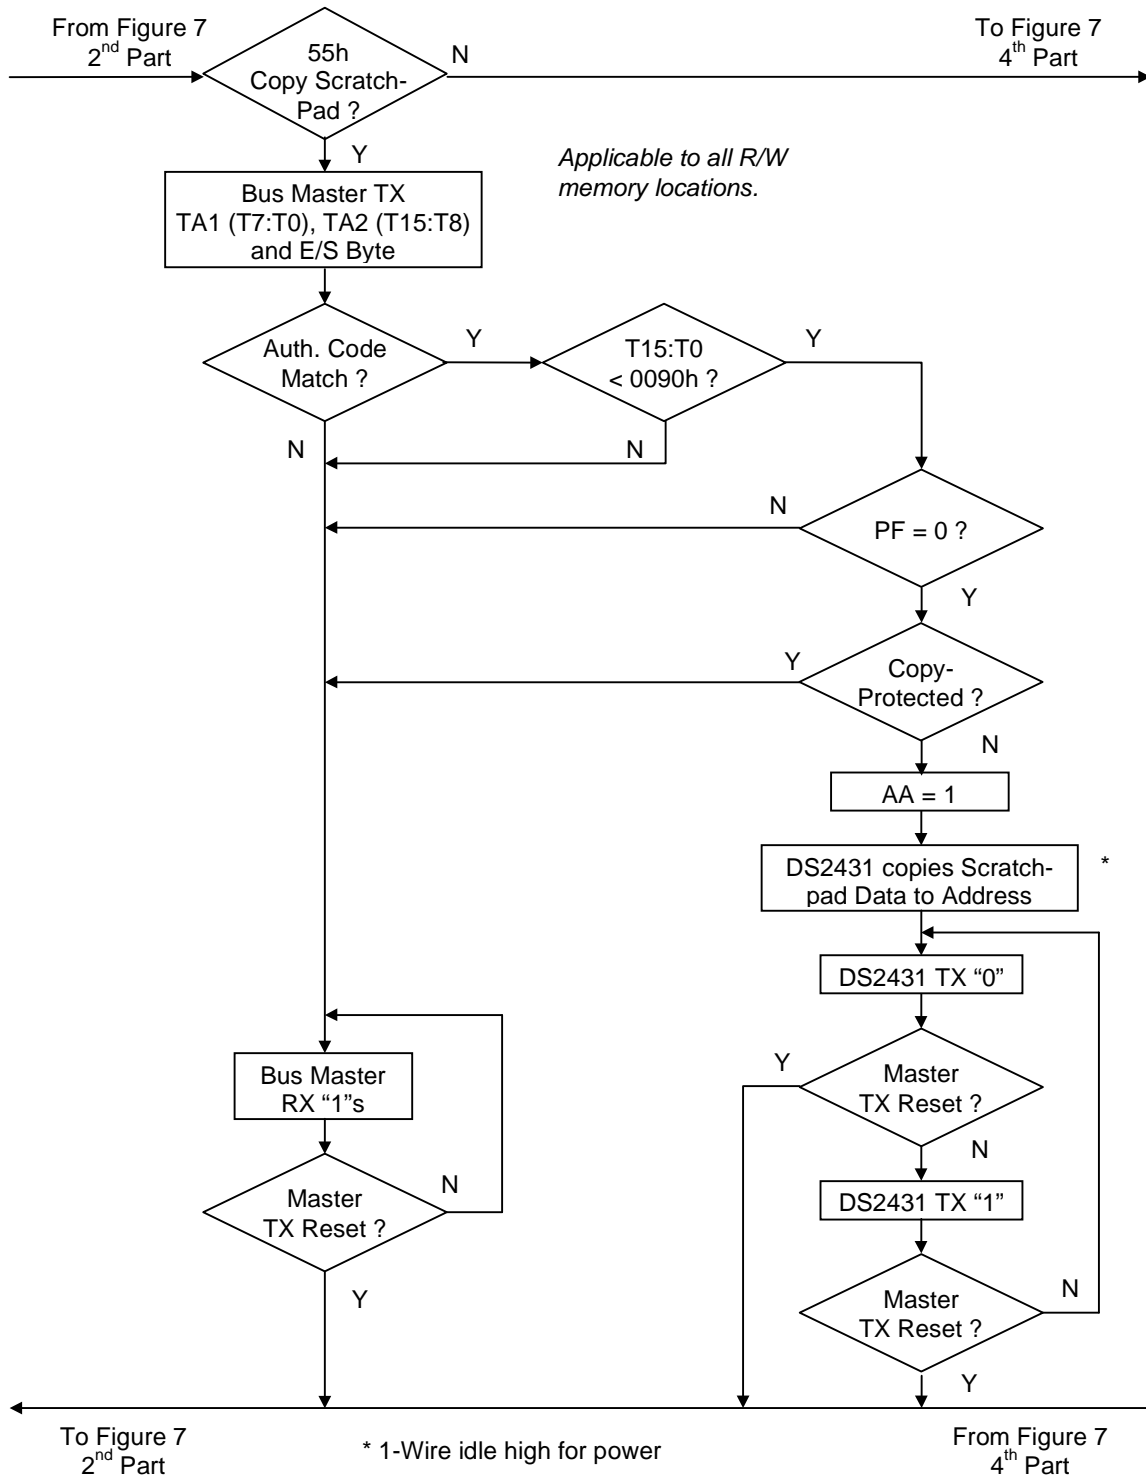 From Figure 7
2nd Part
55h
Copy Scratch-
Pad ?
N
To Figure 7
4th Part
Y
Applicable to all R/W
memory locations.
Bus Master TX
TA1 (T7:T0), TA2 (T15:T8)
and E/S Byte
Auth. Code
Match ?
Y
T15:T0
< 0090h ?
Y
N
N
N
PF = 0 ?
Y
Y
Copy-
Protected ?
N
AA = 1
DS2431 copies Scratch-
pad Data to Address
*
DS2431 TX “0”
Y
Master
TX Reset ?
N
Bus Master
RX “1”s
DS2431 TX “1”
Master
TX Reset ?
N
Y
Master
TX Reset ?
N
Y
To Figure 7
2nd Part
* 1-Wire idle high for power
From Figure 7
4th Part